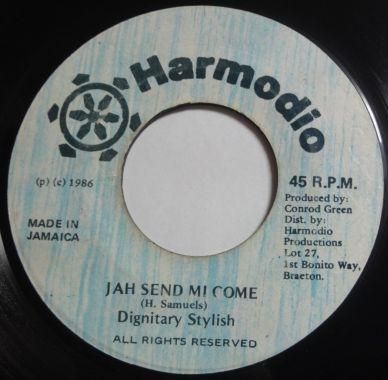 Harmodio
(p) (c) 1986
45 R.P.M.
Produced by:
Conrod Green
Dist. by:
Harmodio
Productions
Lot 27,
1st Bonito Way,
Braeton.
MADE IN
JAMAICA
JAH SEND MI COME
(H. Samuels)
Dignitary Stylish
ALL RIGHTS RESERVED